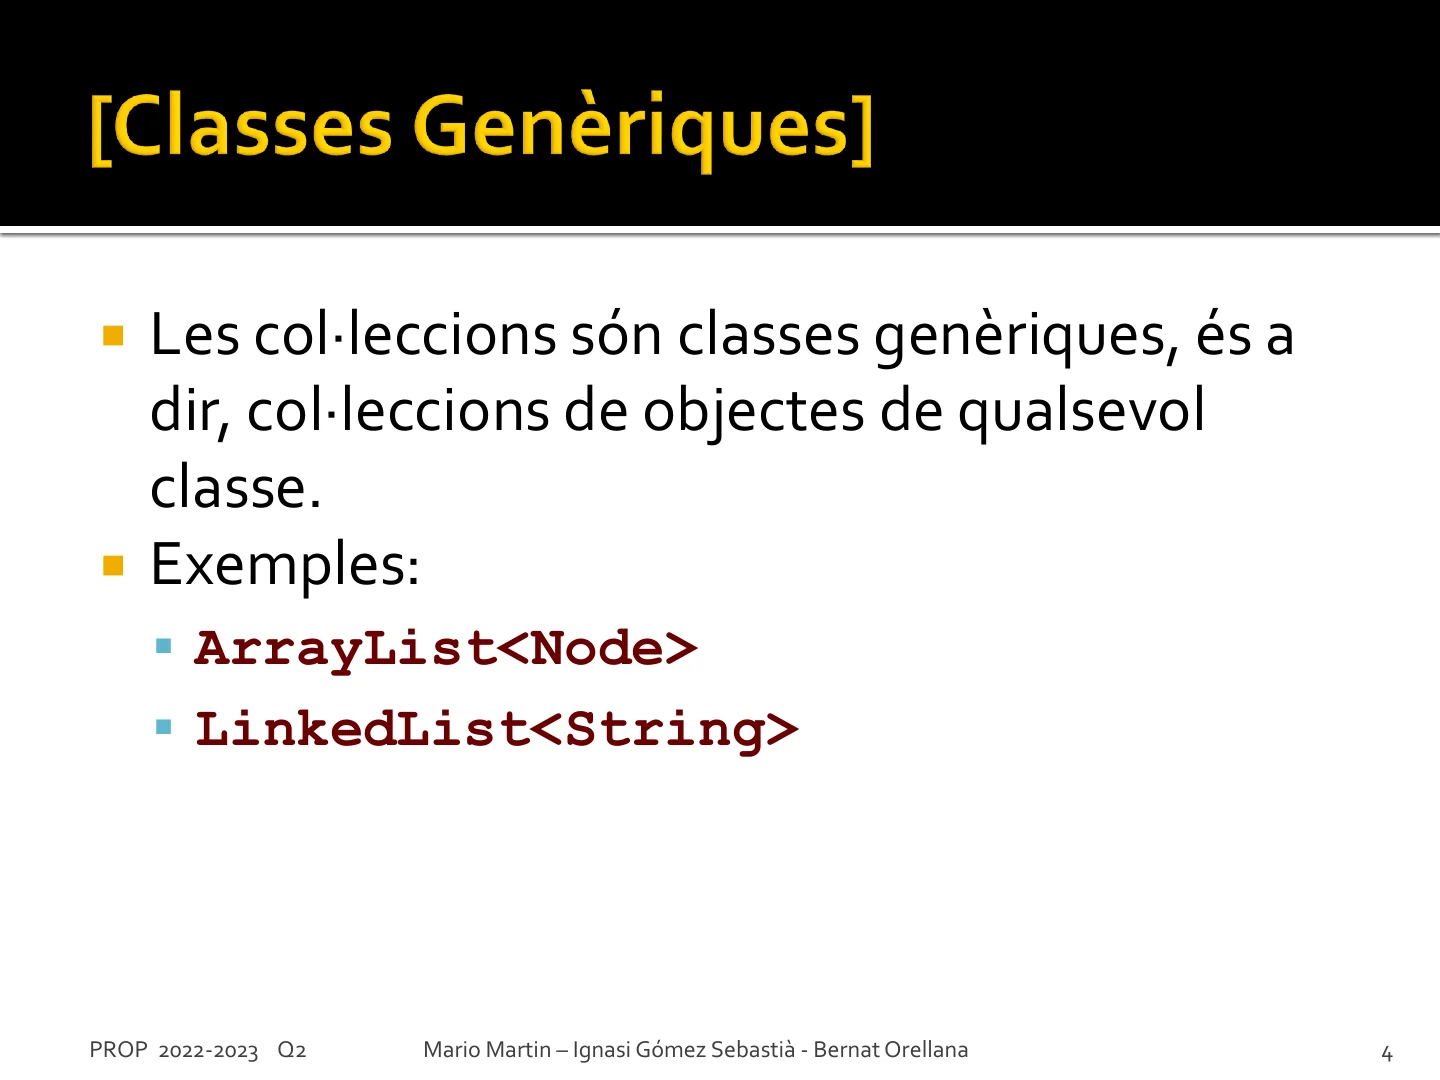 [Classes Genèriques]
Les col·leccions són classes genèriques, és a
dir, col·leccions de objectes de qualsevol
classe.
Exemples:
ArrayList<Node>
LinkedList<String>
PROP 2022-2023 Q2 Mario Martin – Ignasi Gómez Sebastià - Bernat Orellana 4